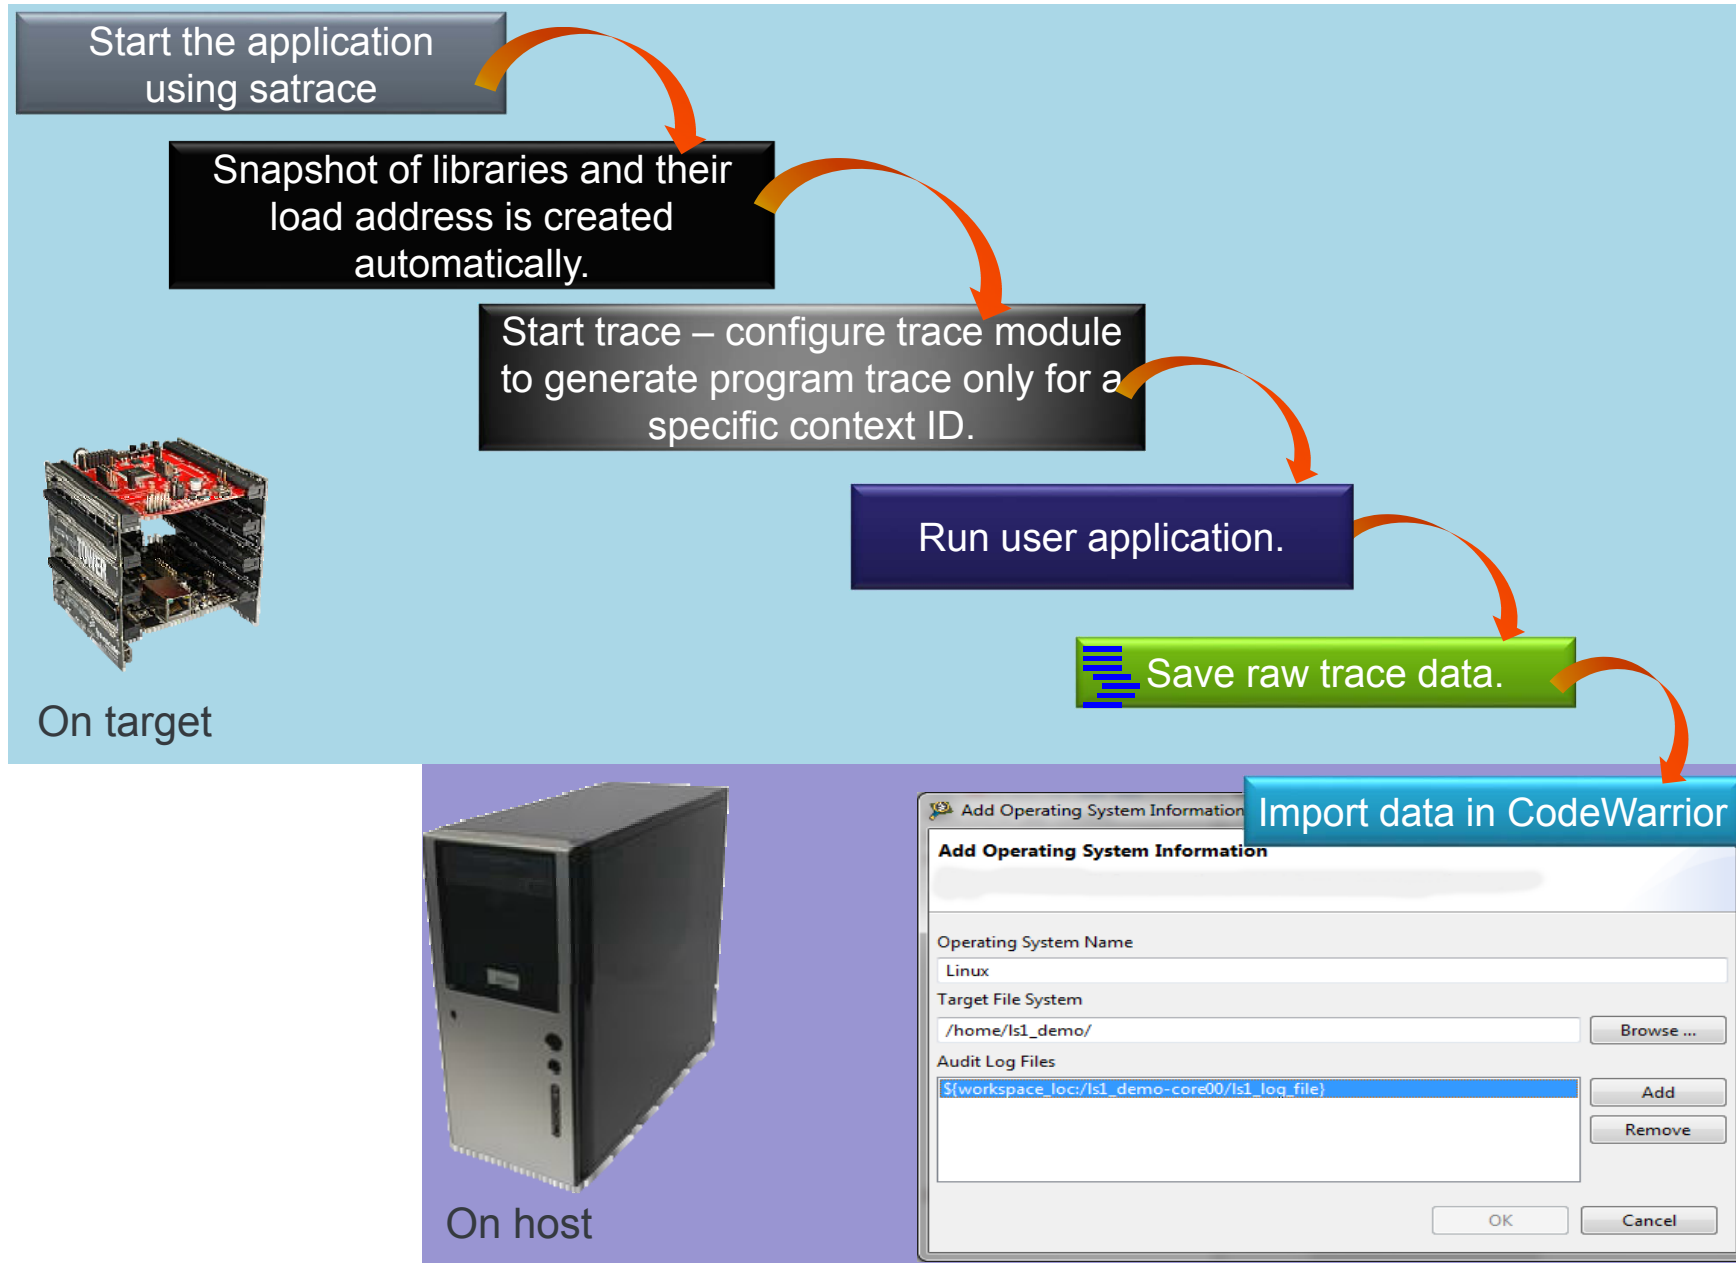 Start the application
using satrace
Snapshot of libraries and their
load address is created
automatically.
Start trace – configure trace module
to generate program trace only for a
specific context ID.
Run user application.
Save raw trace data.
TOWER
On target
Import data in CodeWarrior
Add Operating System Information
Add Operating System Information
Operating System Name
Linux
Target File System
/home/ls1_demo/
Browse ...
Audit Log Files
${workspace_loc:/ls1_demo-core00/ls1_log_file}
Add
Remove
OK
Cancel
On host